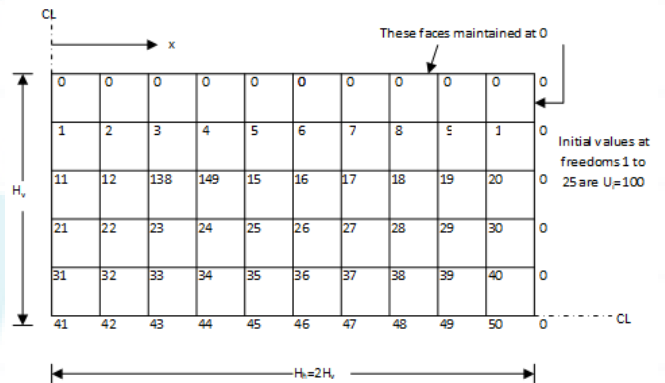 CL
x
These faces maintained at 0
0 0 0 0 0 0 0 0 0 0 0
1 2 3 4 5 6 7 8 9 1 0
Initial values at
freedoms 1 to
25 are Uᵢ=100
11 12 138 149 15 16 17 18 19 20 0
Hᵥ
21 22 23 24 25 26 27 28 29 30 0
31 32 33 34 35 36 37 38 39 40 0
41 42 43 44 45 46 47 48 49 50 0 CL
Hₕ=2Hᵥ